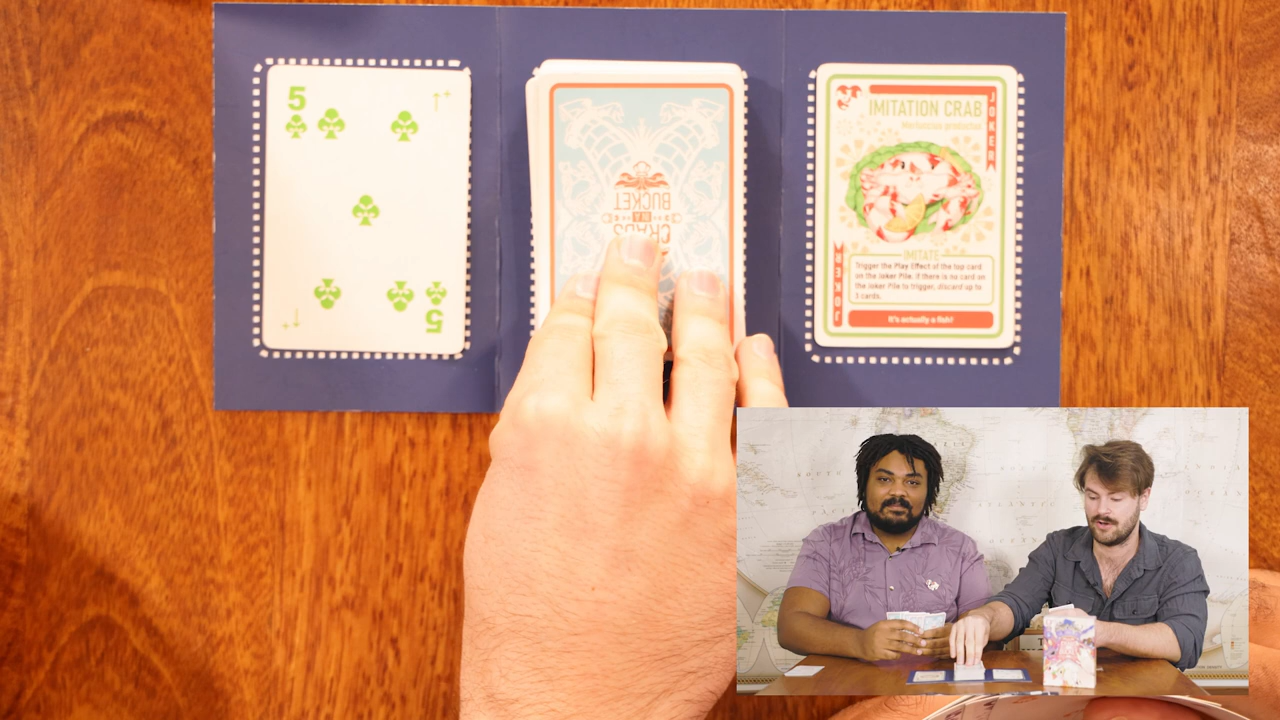 5
5
BUCKET
IN A
CRABS
JOKER
IMITATION CRAB
IMITATE
Trigger the Play Effect of the top card
on the Joker Pile. If there is no card on
the Joker Pile to trigger, discard up to
3 cards.
JOKER
It's actually a fish!